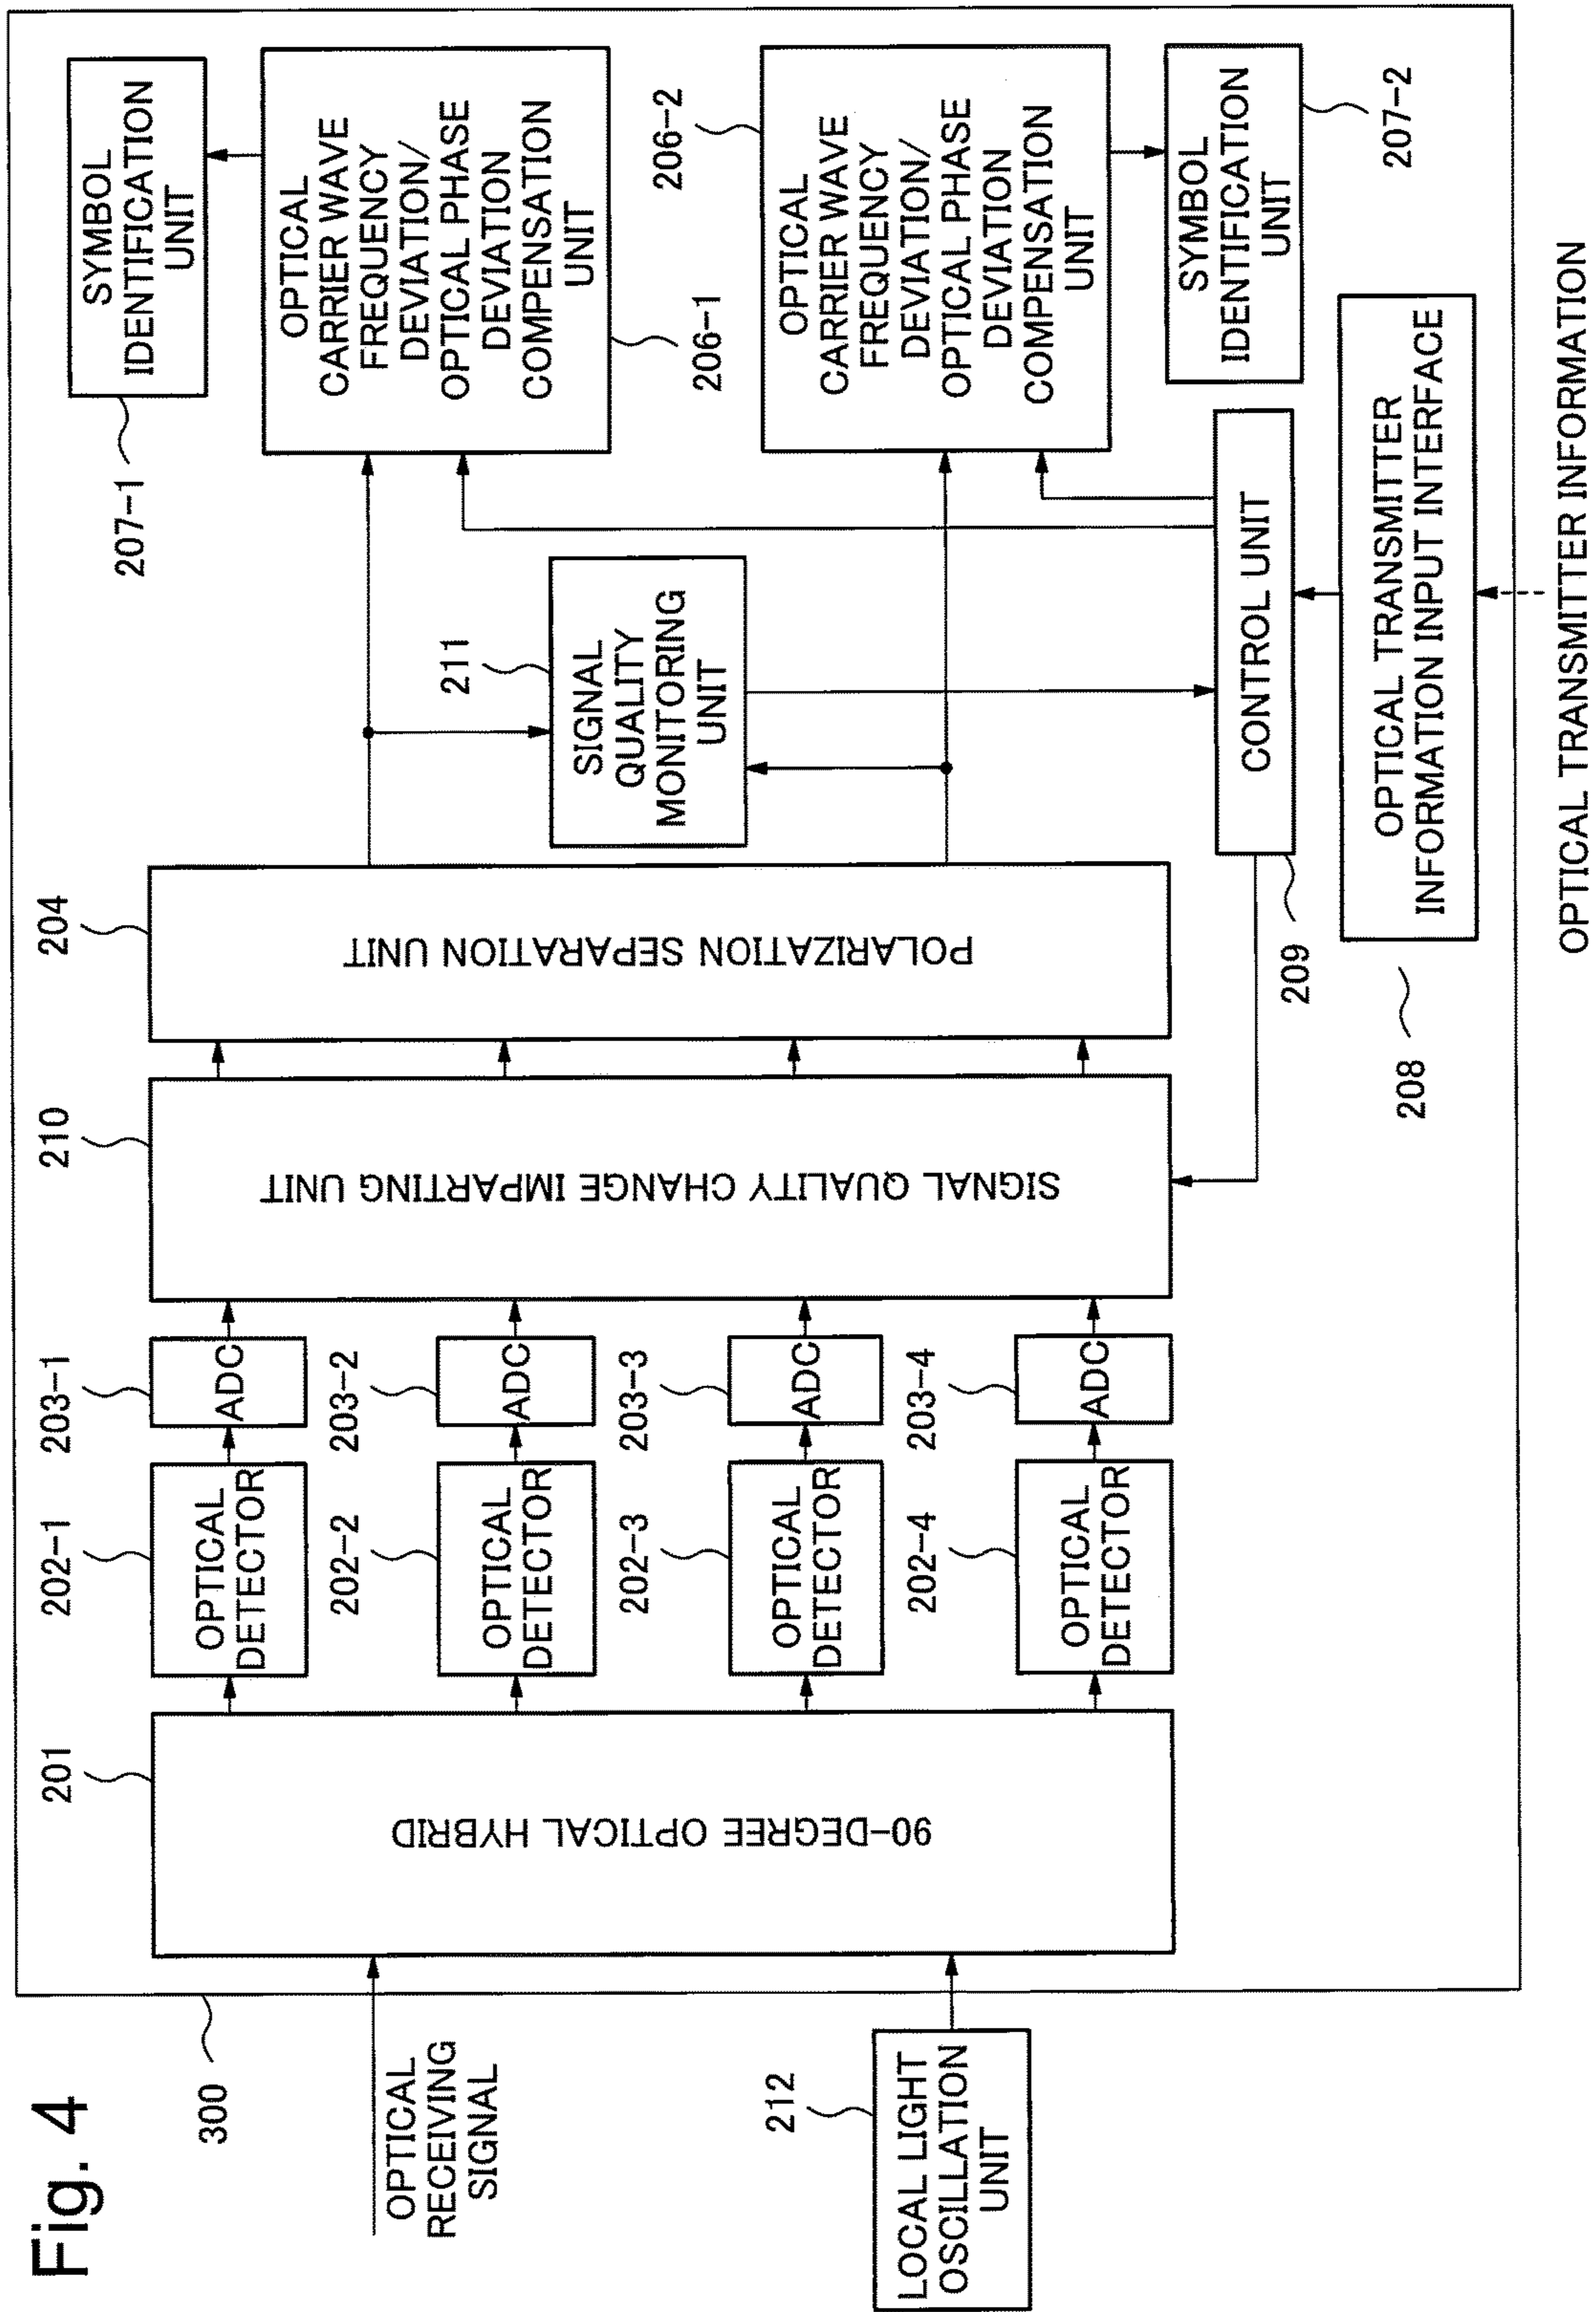 Fig. 4
300
OPTICAL
RECEIVING
SIGNAL
212
LOCAL LIGHT
OSCILLATION
UNIT
201
90-DEGREE OPTICAL HYBRID
202-1
OPTICAL
DETECTOR
202-2
OPTICAL
DETECTOR
202-3
OPTICAL
DETECTOR
202-4
OPTICAL
DETECTOR
203-1
ADC
203-2
ADC
203-3
ADC
203-4
ADC
210
SIGNAL QUALITY CHANGE IMPARTING UNIT
204
POLARIZATION SEPARATION UNIT
211
SIGNAL
QUALITY
MONITORING
UNIT
207-1
SYMBOL
IDENTIFICATION
UNIT
OPTICAL
CARRIER WAVE
FREQUENCY
DEVIATION/
OPTICAL PHASE
DEVIATION
COMPENSATION
UNIT
206-1
206-2
OPTICAL
CARRIER WAVE
FREQUENCY
DEVIATION/
OPTICAL PHASE
DEVIATION
COMPENSATION
UNIT
SYMBOL
IDENTIFICATION
UNIT
207-2
CONTROL UNIT
209
OPTICAL TRANSMITTER
INFORMATION INPUT INTERFACE
208
OPTICAL TRANSMITTER INFORMATION